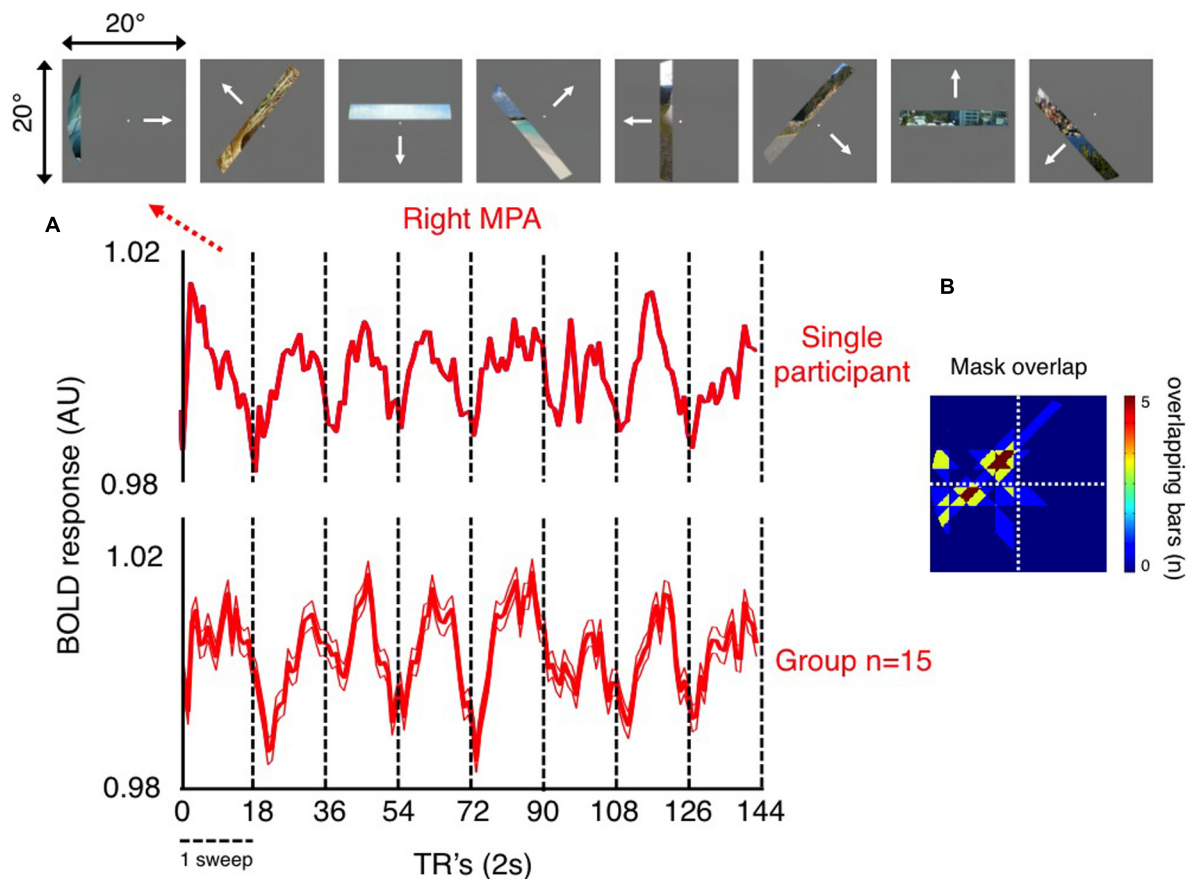 20°
20°
A
Right MPA
1.02
0.98
Single
participant
1.02
0.98
Group n=15
BOLD response (AU)
0 18 36 54 72 90 108 126 144
1 sweep
TR's (2s)
B
Mask overlap
5
0
overlapping bars (n)